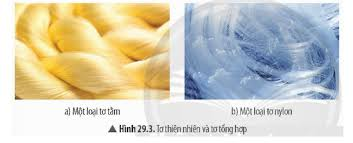 a) Một loại tơ tằm
b) Một loại tơ nylon
▲ Hình 29.3. Tơ thiên nhiên và tơ tổng hợp